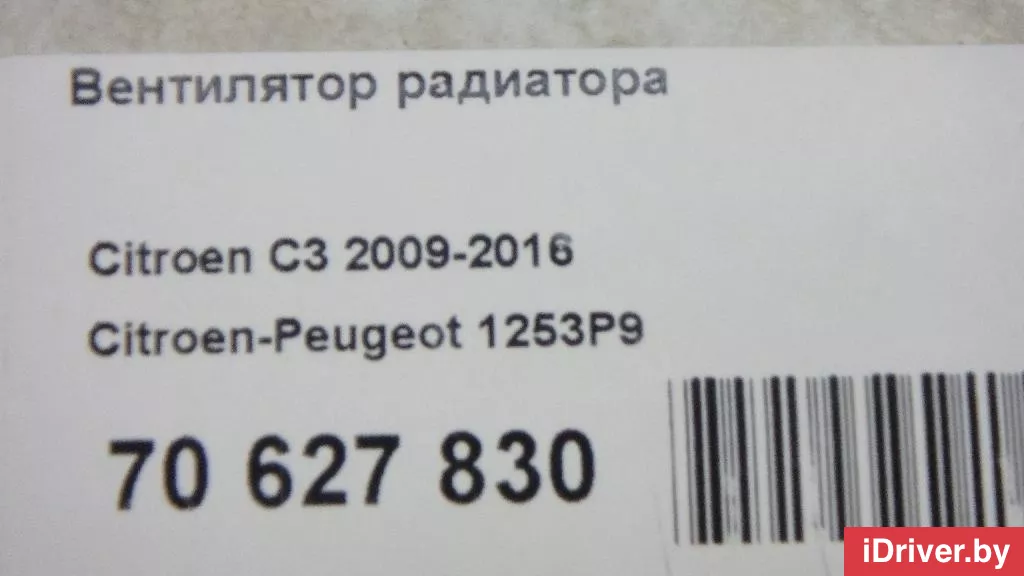 Вентилятор радиатора
Citroen C3 2009-2016
Citroen-Peugeot 1253P9
70 627 830
iDriver.by